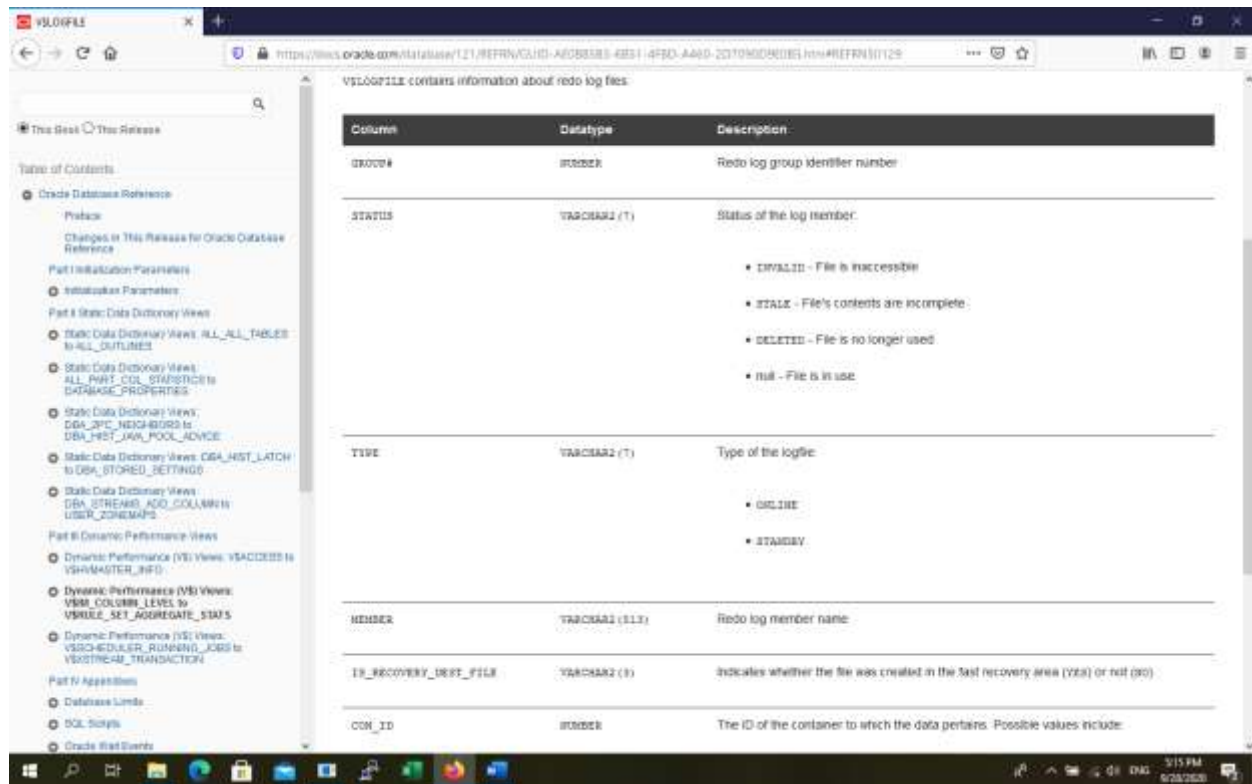 V$LOGFILE
https://docs.oracle.com/database/121/REFRN/
V$LOGFILE contains information about redo log files.
This Book This Release
Table of Contents
Oracle Database Reference
Preface
Changes in This Release for Oracle Database
Reference
Part I Initialization Parameters
Initialization Parameters
Part II Static Data Dictionary Views
Static Data Dictionary Views: ALL_ALL_TABLES
to ALL_OUTLINES
Static Data Dictionary Views:
ALL_PART_COL_STATISTICS to
DATABASE_PROPERTIES
Static Data Dictionary Views:
DBA_2PC_NEIGHBORS to
DBA_HIST_JAVA_POOL_ADVICE
Static Data Dictionary Views: DBA_HIST_LATCH
to DBA_STORED_SETTINGS
Static Data Dictionary Views:
DBA_STREAMS_ADD_COLUMN to
USER_ZONEMAPS
Part III Dynamic Performance Views
Dynamic Performance (V$) Views: V$ACCESS to
V$HVMASTER_INFO
Dynamic Performance (V$) Views:
V$IM_COLUMN_LEVEL to
V$RULE_SET_AGGREGATE_STATS
Dynamic Performance (V$) Views:
V$SCHEDULER_RUNNING_JOBS to
V$XSTREAM_TRANSACTION
Part IV Appendixes
Database Limits
SQL Scripts
Oracle Wait Events
Column Datatype Description
GROUP# NUMBER Redo log group identifier number
STATUS VARCHAR2(7) Status of the log member:
• INVALID - File is inaccessible
• STALE - File's contents are incomplete
• DELETED - File is no longer used
• null - File is in use
TYPE VARCHAR2(7) Type of the logfile:
• ONLINE
• STANDBY
MEMBER VARCHAR2(513) Redo log member name
IS_RECOVERY_DEST_FILE VARCHAR2(3) Indicates whether the file was created in the fast recovery area (YES) or not (NO)
CON_ID NUMBER The ID of the container to which the data pertains. Possible values include:
ENG
5:15 PM
9/28/2020